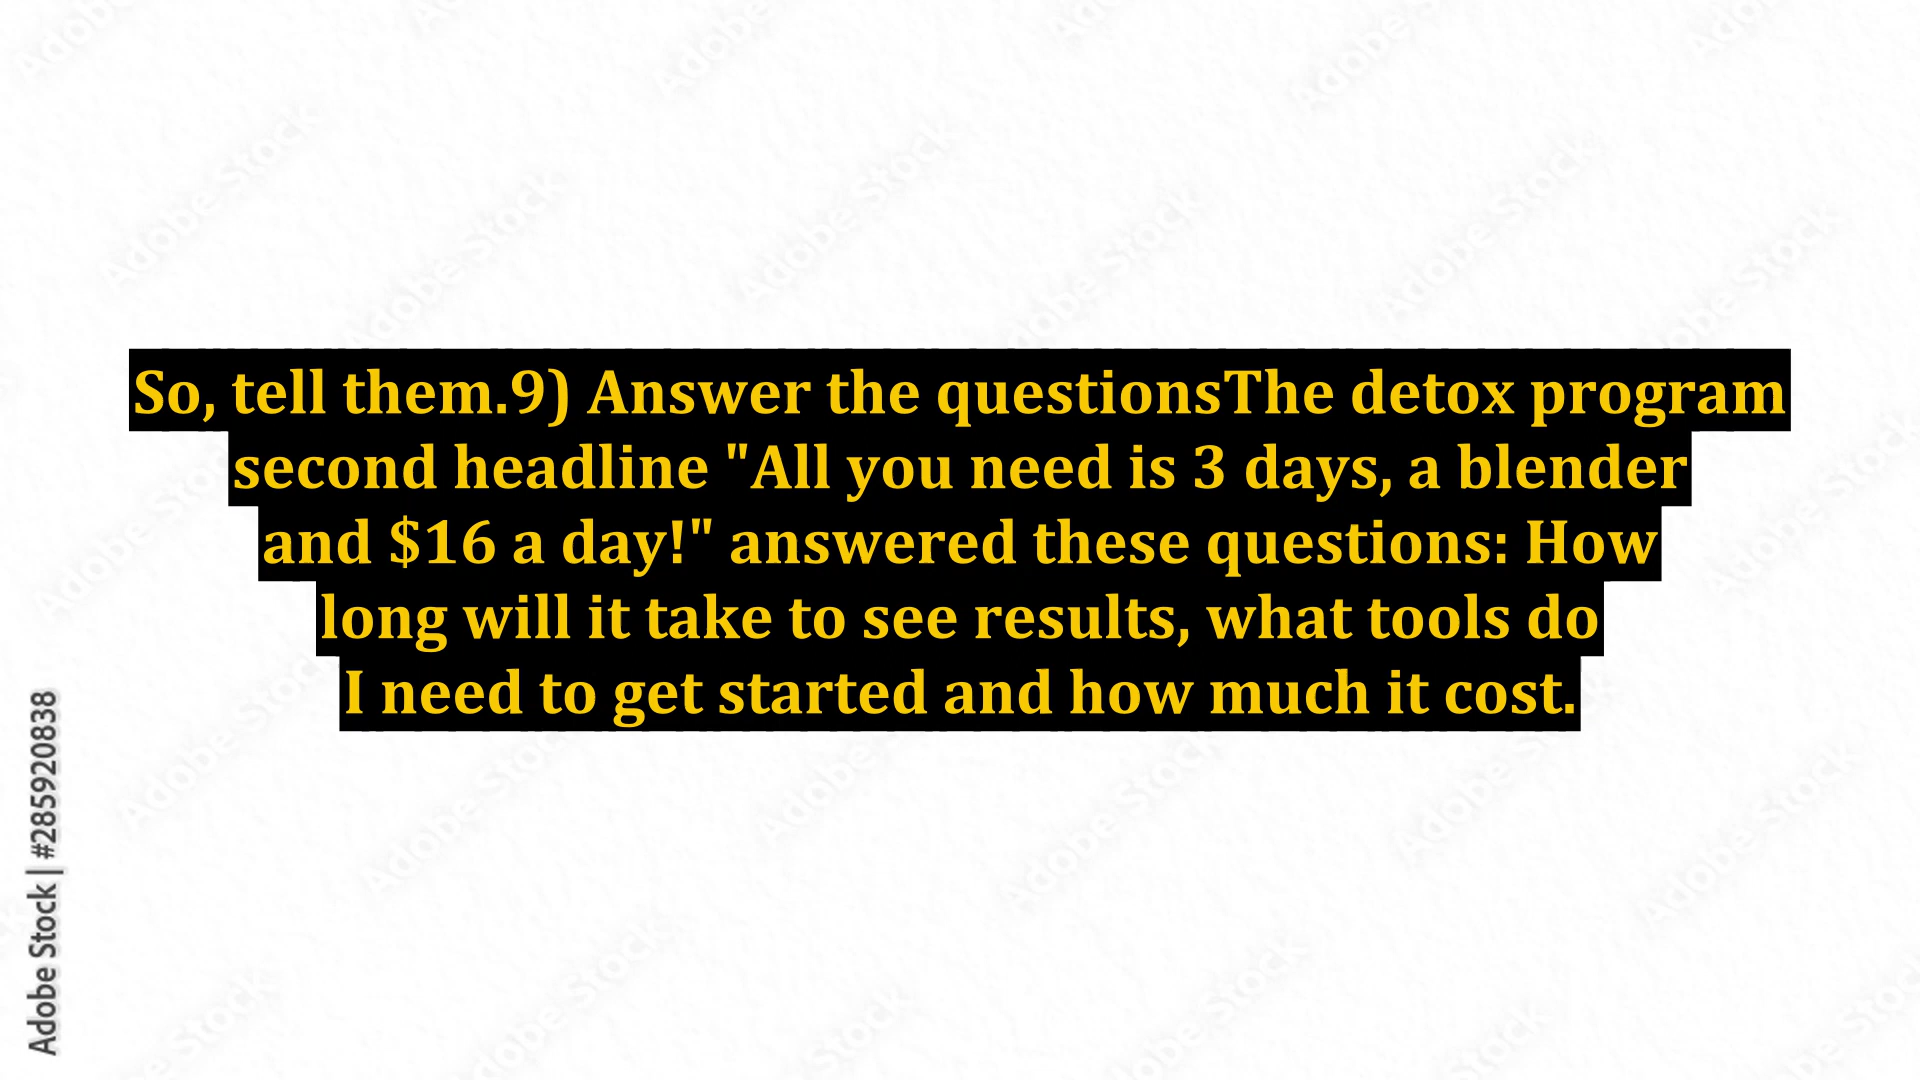 So, tell them.9) Answer the questionsThe detox program
second headline "All you need is 3 days, a blender
and $16 a day!" answered these questions: How
long will it take to see results, what tools do
I need to get started and how much it cost.
Adobe Stock | #285920838